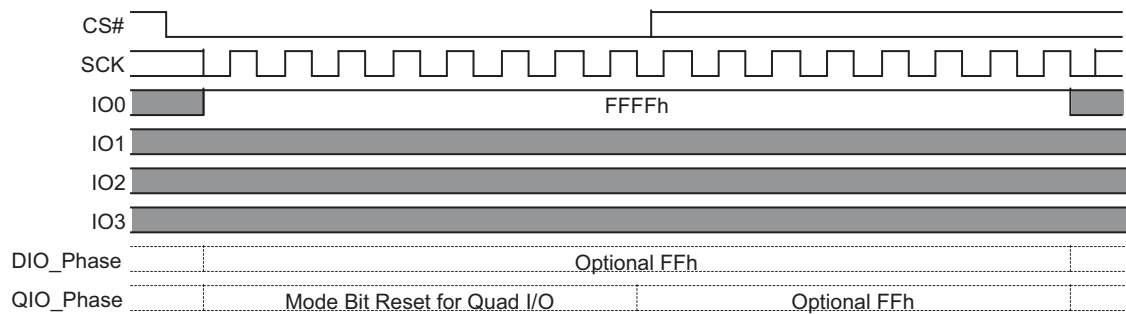 CS#
SCK
IO0 FFFFh
IO1
IO2
IO3
DIO_Phase Optional FFh
QIO_Phase Mode Bit Reset for Quad I/O Optional FFh